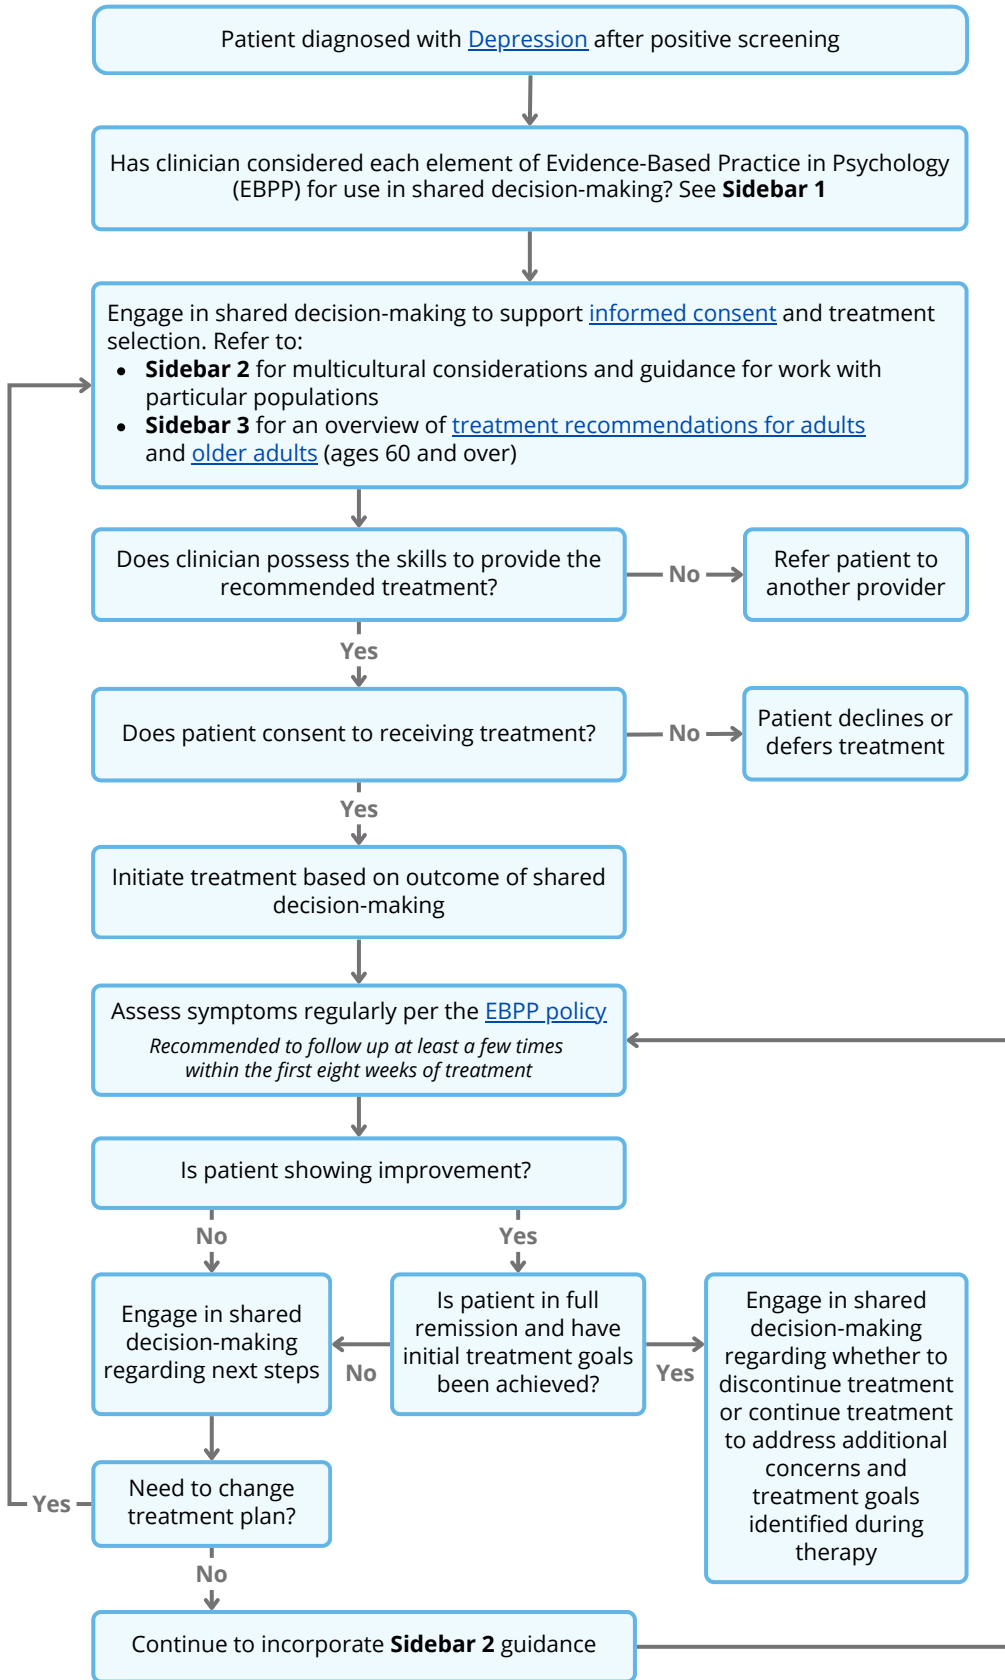 Patient diagnosed with Depression after positive screening
Has clinician considered each element of Evidence-Based Practice in Psychology
(EBPP) for use in shared decision-making? See Sidebar 1
Engage in shared decision-making to support informed consent and treatment
selection. Refer to:
• Sidebar 2 for multicultural considerations and guidance for work with
particular populations
• Sidebar 3 for an overview of treatment recommendations for adults
and older adults (ages 60 and over)
Does clinician possess the skills to provide the
recommended treatment?
No
Refer patient to
another provider
Yes
Does patient consent to receiving treatment?
No
Patient declines or
defers treatment
Yes
Initiate treatment based on outcome of shared
decision-making
Assess symptoms regularly per the EBPP policy
Recommended to follow up at least a few times
within the first eight weeks of treatment
Is patient showing improvement?
No
Yes
Engage in shared
decision-making
regarding next steps
No
Is patient in full
remission and have
initial treatment goals
been achieved?
Yes
Engage in shared
decision-making
regarding whether to
discontinue treatment
or continue treatment
to address additional
concerns and
treatment goals
identified during
therapy
Need to change
treatment plan?
Yes
No
Continue to incorporate Sidebar 2 guidance